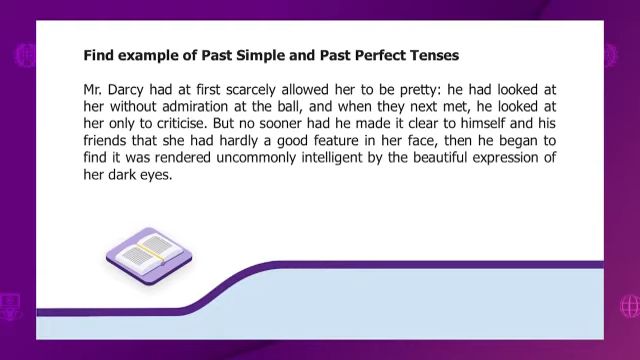 Find example of Past Simple and Past Perfect Tenses
Mr. Darcy had at first scarcely allowed her to be pretty: he had looked at
her without admiration at the ball, and when they next met, he looked at
her only to criticise. But no sooner had he made it clear to himself and his
friends that she had hardly a good feature in her face, then he began to
find it was rendered uncommonly intelligent by the beautiful expression of
her dark eyes.